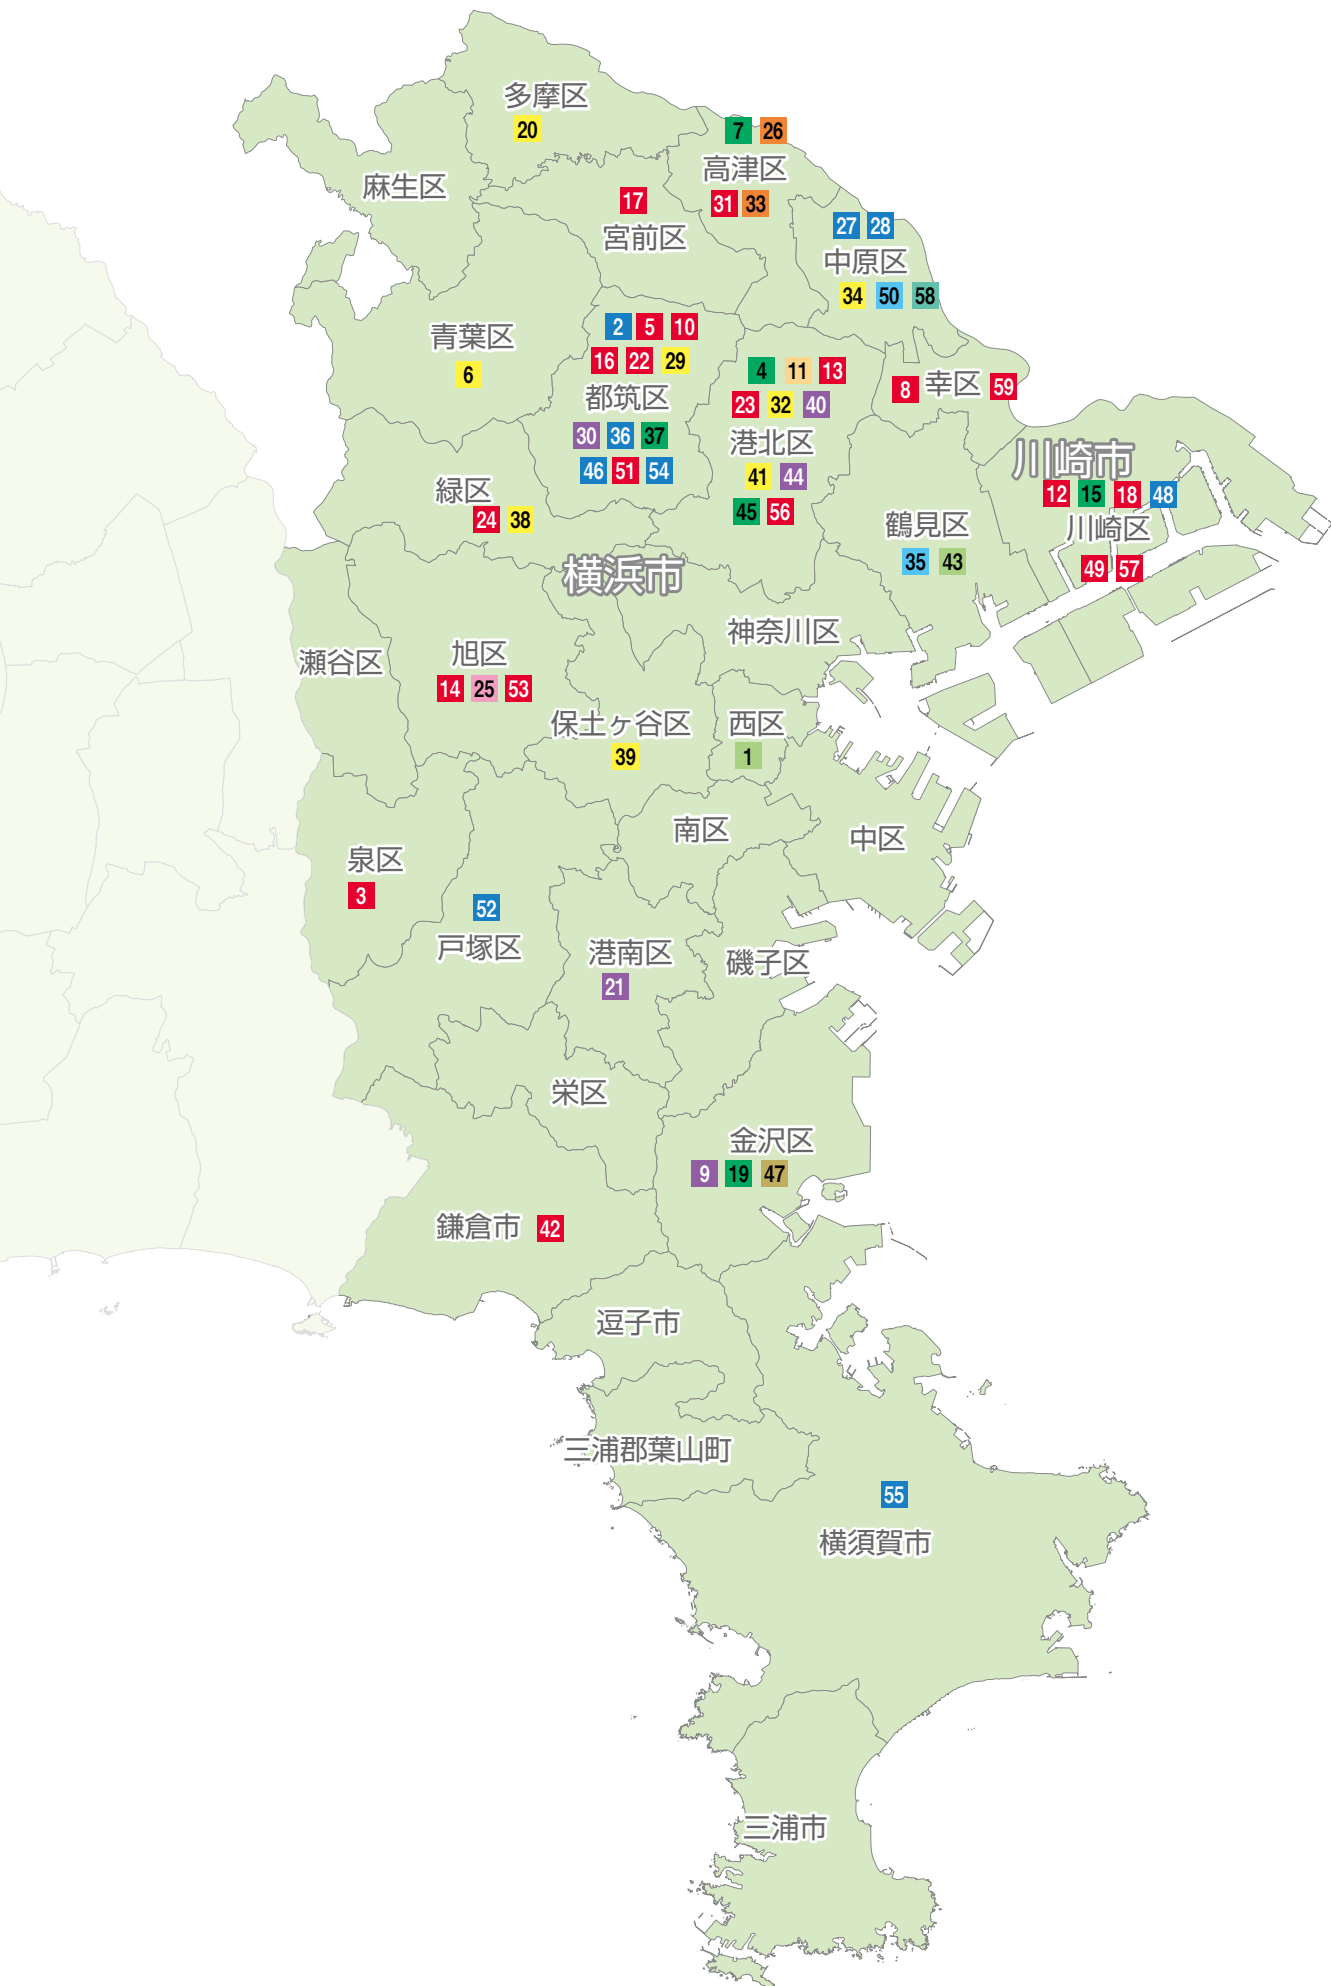 多摩区
20
7 26
高津区
31 33
麻生区
17
宮前区
27 28
中原区
34 50 58
青葉区
6
2 5 10
16 22 29
都筑区
30 36 37
46 51 54
4 11 13
23 32 40
港北区
41 44
45 56
8 幸区 59
川崎市
12 15 18 48
川崎区
49 57
緑区
24 38
鶴見区
35 43
横浜市
神奈川区
瀬谷区
旭区
14 25 53
保土ヶ谷区
39
西区
1
南区
中区
泉区
3
52
戸塚区
港南区
21
磯子区
栄区
金沢区
9 19 47
鎌倉市 42
逗子市
三浦郡葉山町
55
横須賀市
三浦市